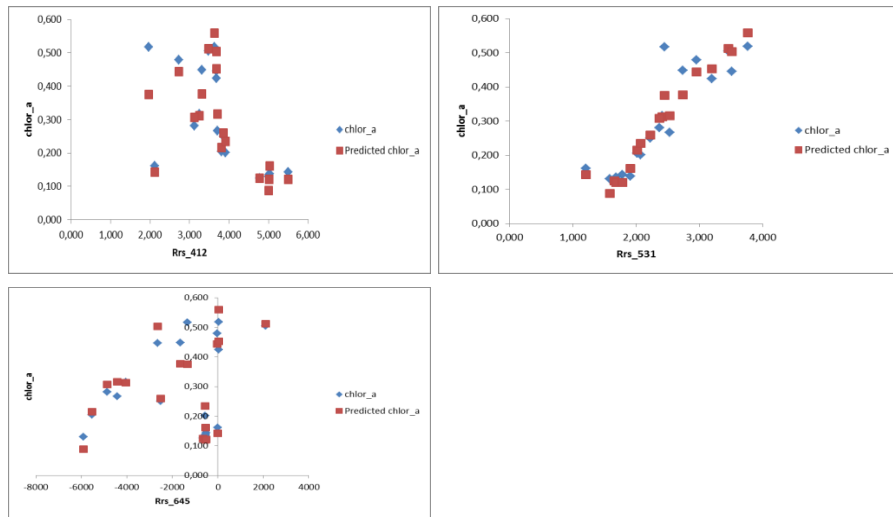 0,600
0,500
0,400
0,300
0,200
0,100
0,000
chlor_a
0,000 1,000 2,000 3,000 4,000 5,000 6,000
Rrs_412
chlor_a
Predicted chlor_a
0,600
0,500
0,400
0,300
0,200
0,100
0,000
chlor_a
0,000 1,000 2,000 3,000 4,000
Rrs_531
chlor_a
Predicted chlor_a
0,600
0,500
0,400
0,300
0,200
0,100
0,000
chlor_a
-8000 -6000 -4000 -2000 0 2000 4000
Rrs_645
chlor_a
Predicted chlor_a